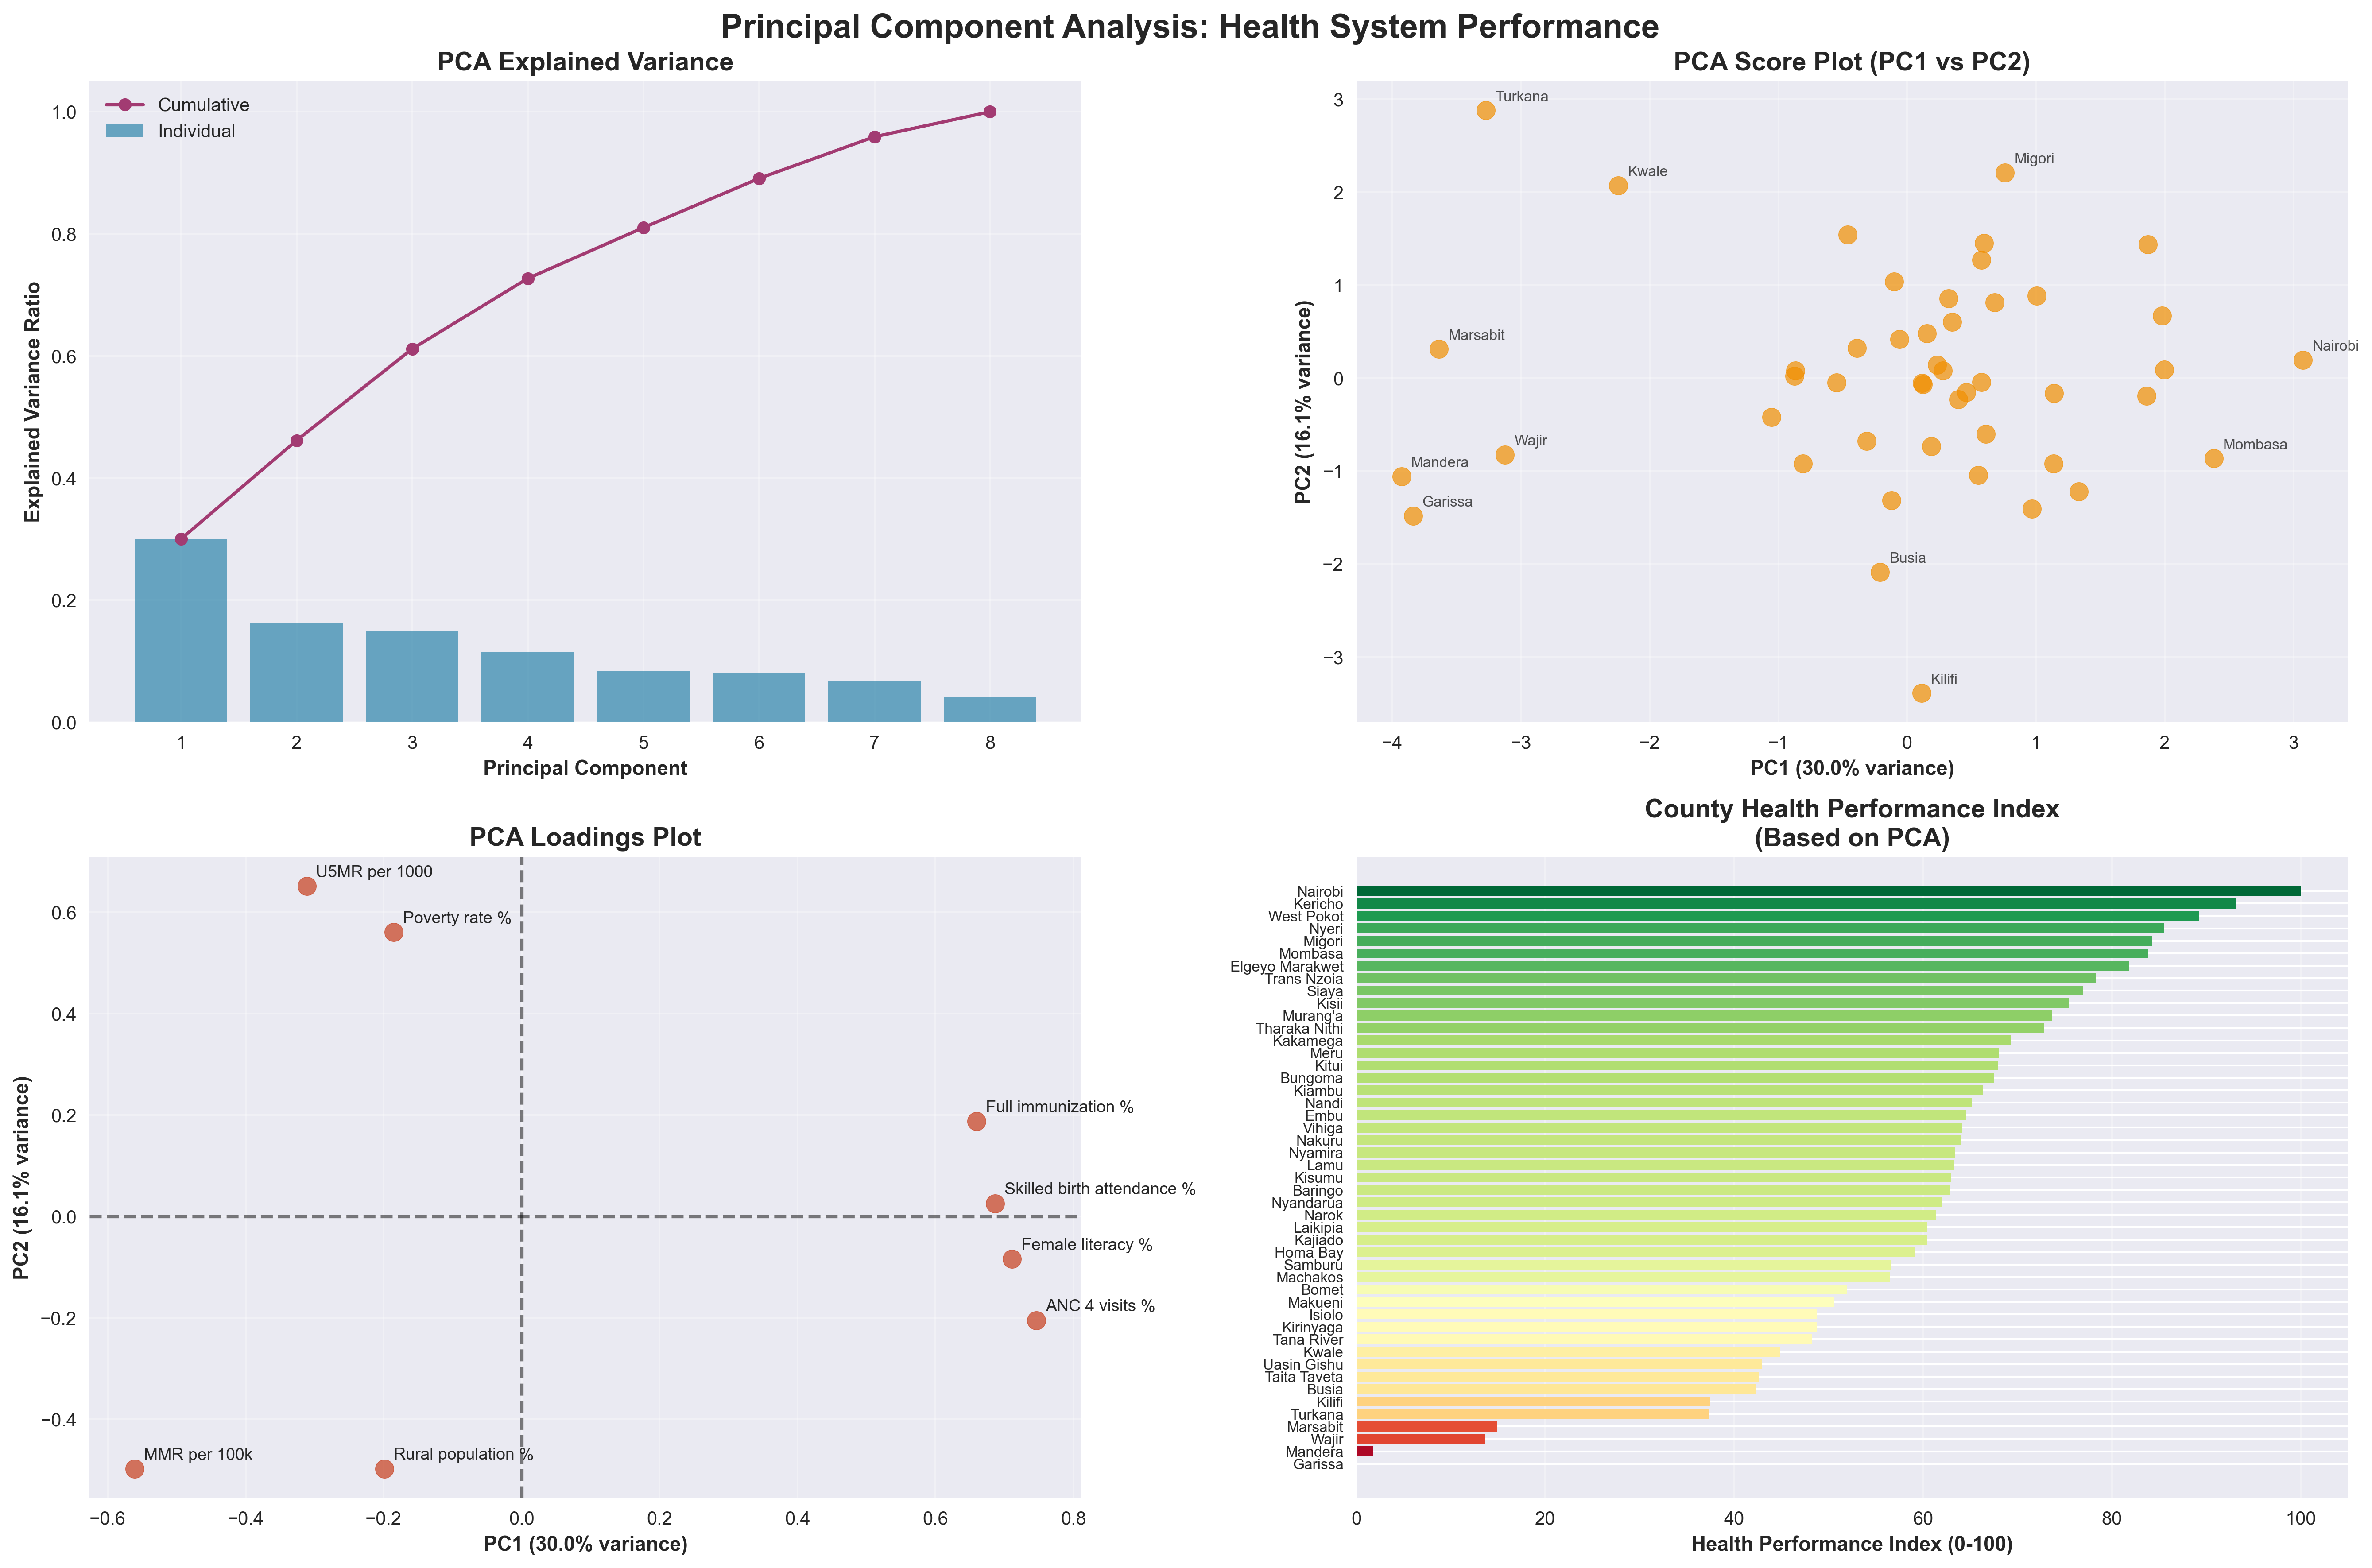 Principal Component Analysis: Health System Performance
PCA Explained Variance
Cumulative
Individual
1.0
0.8
0.6
0.4
0.2
0.0
Explained Variance Ratio
1 2 3 4 5 6 7 8
Principal Component
PCA Score Plot (PC1 vs PC2)
Turkana
Migori
Kwale
Marsabit
Nairobi
Wajir
Mombasa
Mandera
Garissa
Busia
Kilifi
3
2
1
0
−1
−2
−3
PC2 (16.1% variance)
−4 −3 −2 −1 0 1 2 3
PC1 (30.0% variance)
PCA Loadings Plot
U5MR per 1000
Poverty rate %
Full immunization %
Skilled birth attendance %
Female literacy %
ANC 4 visits %
MMR per 100k
Rural population %
0.6
0.4
0.2
0.0
−0.2
−0.4
PC2 (16.1% variance)
−0.6 −0.4 −0.2 0.0 0.2 0.4 0.6 0.8
PC1 (30.0% variance)
County Health Performance Index
(Based on PCA)
Nairobi
Kericho
West Pokot
Nyeri
Migori
Mombasa
Elgeyo Marakwet
Trans Nzoia
Siaya
Kisii
Murang'a
Tharaka Nithi
Kakamega
Meru
Kitui
Bungoma
Kiambu
Nandi
Embu
Vihiga
Nakuru
Nyamira
Lamu
Kisumu
Baringo
Nyandarua
Narok
Laikipia
Kajiado
Homa Bay
Samburu
Machakos
Bomet
Makueni
Isiolo
Kirinyaga
Tana River
Kwale
Uasin Gishu
Taita Taveta
Busia
Kilifi
Turkana
Marsabit
Wajir
Mandera
Garissa
0 20 40 60 80 100
Health Performance Index (0-100)